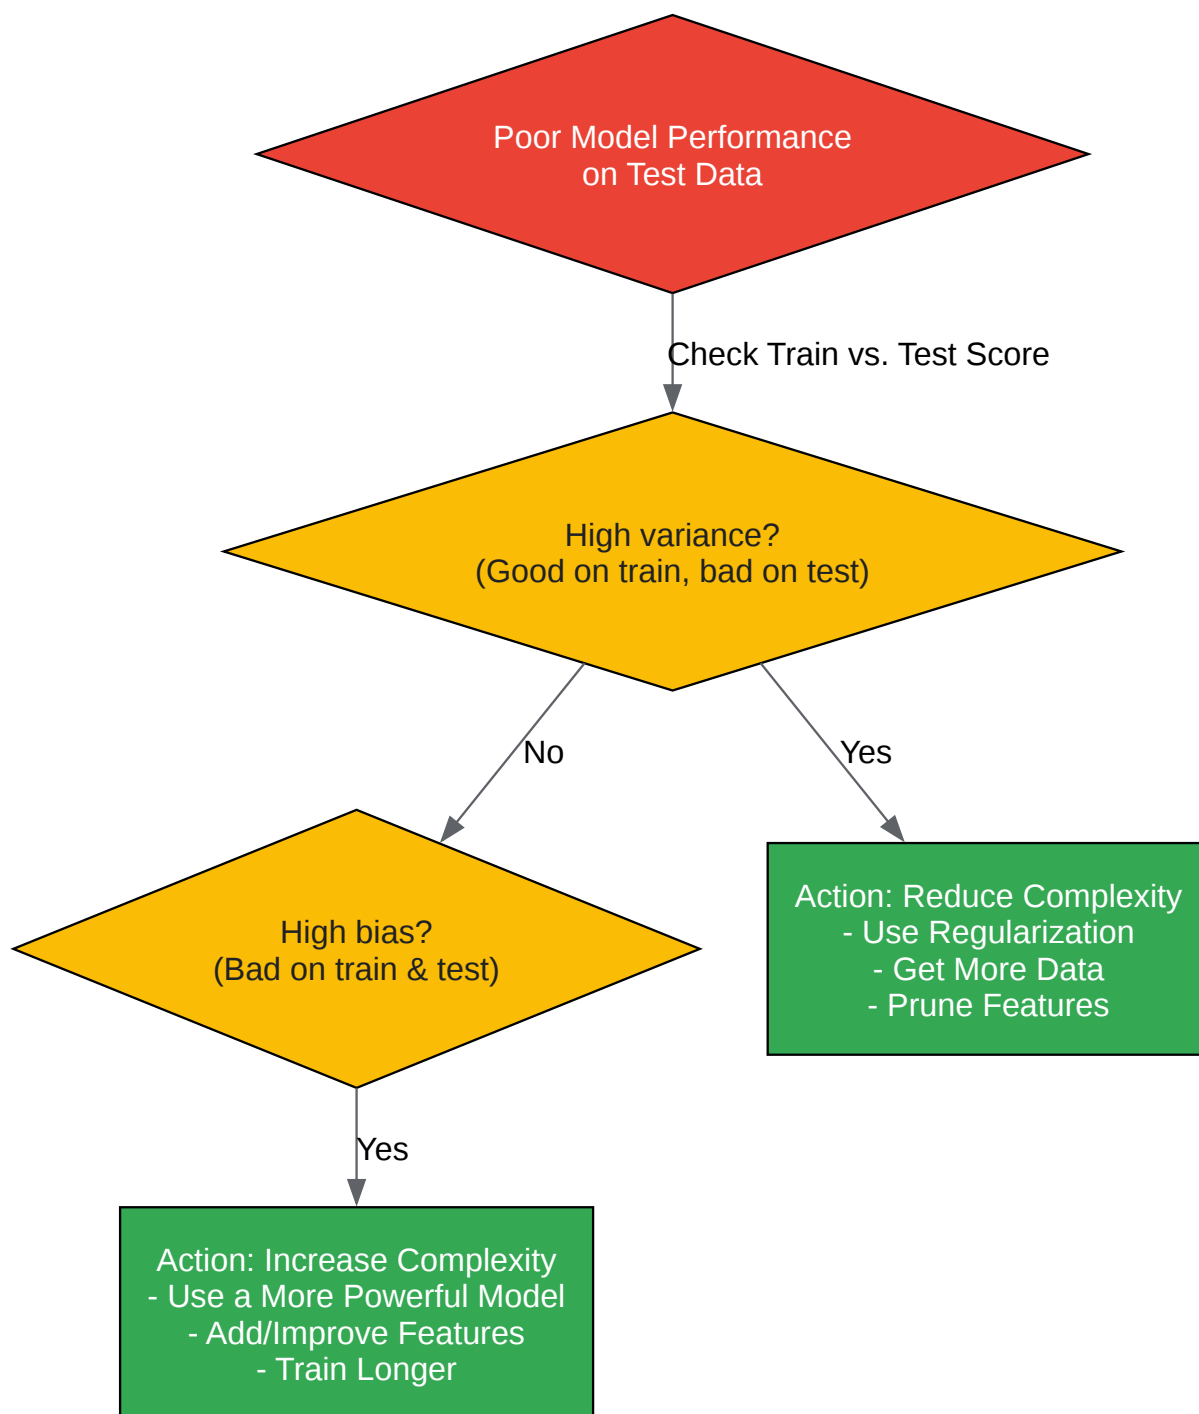 Poor Model Performance
on Test Data
Check Train vs. Test Score
High variance?
(Good on train, bad on test)
No
Yes
High bias?
(Bad on train & test)
Action: Reduce Complexity
- Use Regularization
- Get More Data
- Prune Features
Yes
Action: Increase Complexity
- Use a More Powerful Model
- Add/Improve Features
- Train Longer